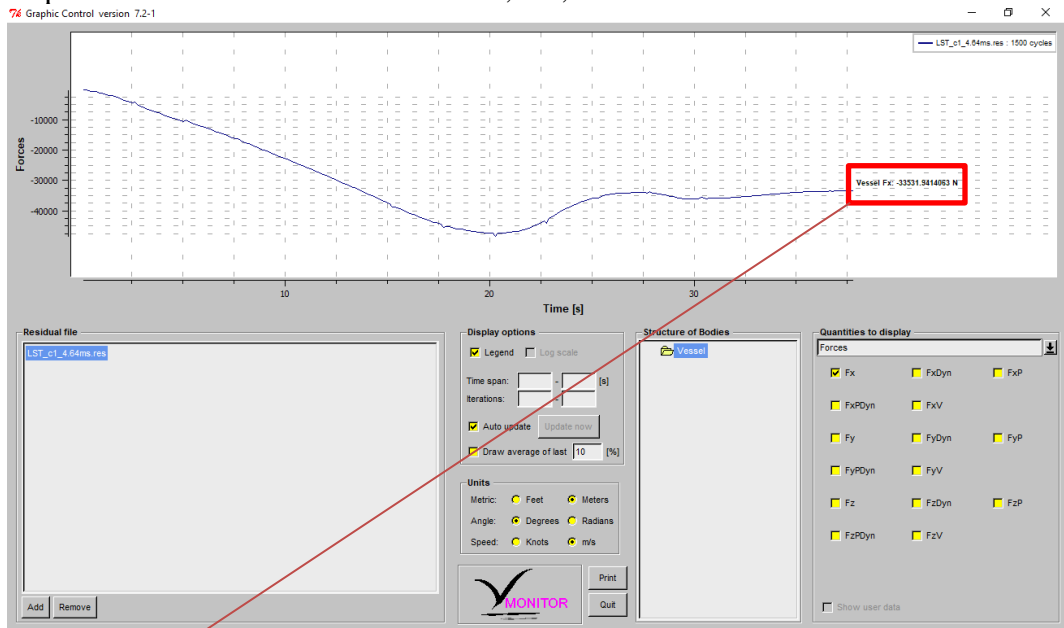 Graphic Control version 7.2-1
LST_c1_4.64ms.res : 1500 cycles
-10000
-20000
-30000
-40000
Forces
Vessel Fx: -33531.9414063 N
10
20
30
Time [s]
Residual file
LST_c1_4.64ms.res
Add
Remove
Display options
Legend
Log scale
Time span:
-
[s]
Iterations:
-
Auto update
Update now
Draw average of last
10
[%]
Units
Metric:
Feet
Meters
Angle:
Degrees
Radians
Speed:
Knots
m/s
MONITOR
Print
Quit
Structure of Bodies
Vessel
Quantities to display
Forces
Fx
FxDyn
FxP
FxPDyn
FxV
Fy
FyDyn
FyP
FyPDyn
FyV
Fz
FzDyn
FzP
FzPDyn
FzV
Show user data